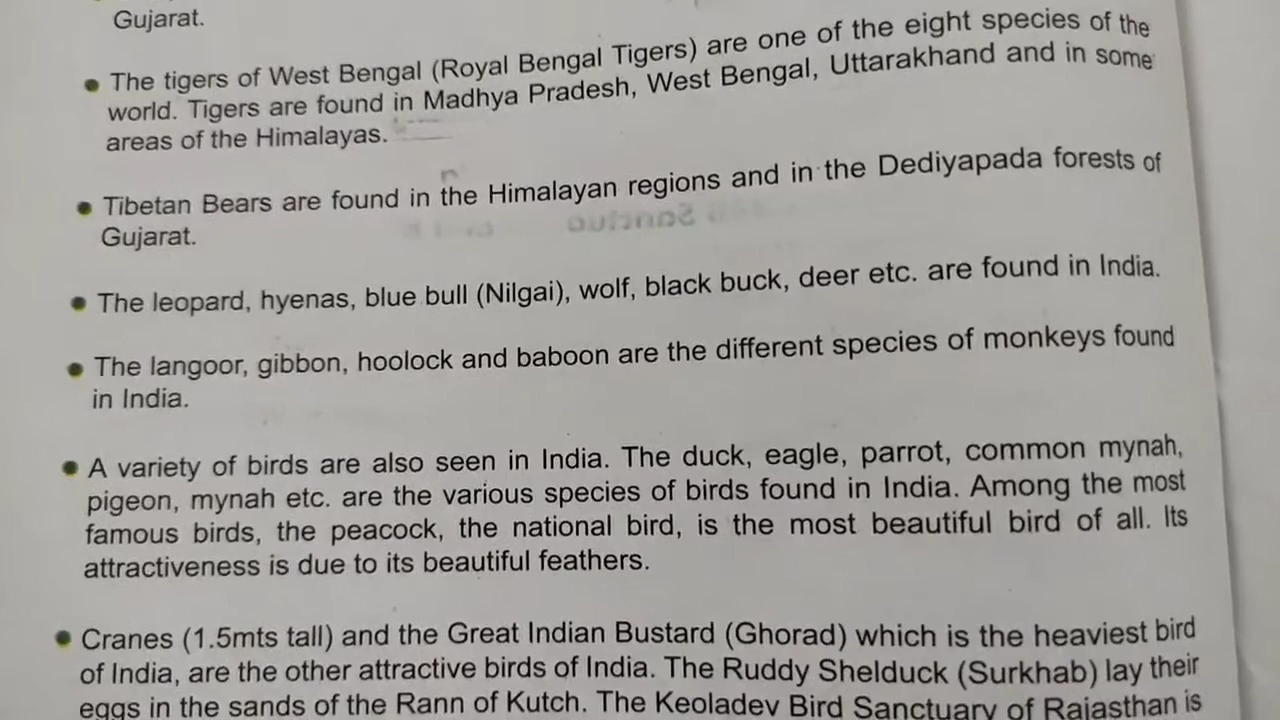 Gujarat.
The tigers of West Bengal (Royal Bengal Tigers) are one of the eight species of the
world. Tigers are found in Madhya Pradesh, West Bengal, Uttarakhand and in some
areas of the Himalayas.
Tibetan Bears are found in the Himalayan regions and in the Dediyapada forests of
Gujarat.
The leopard, hyenas, blue bull (Nilgai), wolf, black buck, deer etc. are found in India.
The langoor, gibbon, hoolock and baboon are the different species of monkeys found
in India.
A variety of birds are also seen in India. The duck, eagle, parrot, common mynah,
pigeon, mynah etc. are the various species of birds found in India. Among the most
famous birds, the peacock, the national bird, is the most beautiful bird of all. Its
attractiveness is due to its beautiful feathers.
Cranes (1.5mts tall) and the Great Indian Bustard (Ghorad) which is the heaviest bird
of India, are the other attractive birds of India. The Ruddy Shelduck (Surkhab) lay their
eggs in the sands of the Rann of Kutch. The Keoladev Bird Sanctuary of Rajasthan is